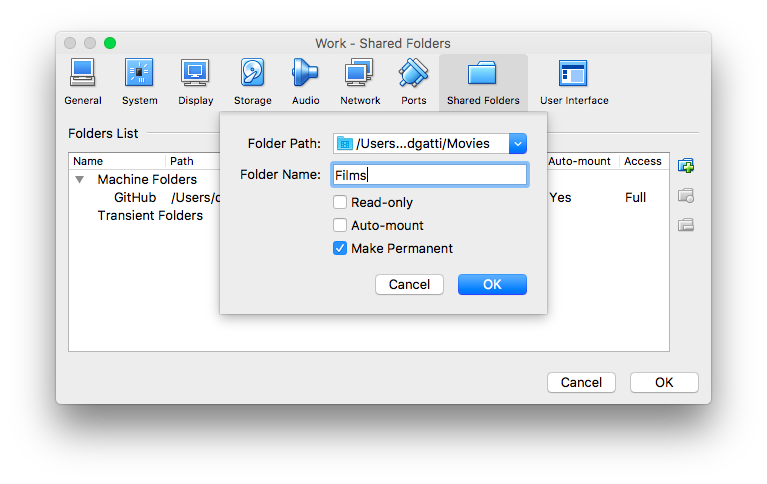 Work - Shared Folders
General System Display Storage Audio Network Ports Shared Folders User Interface
Folders List
Folder Path: /Users...dgatti/Movies
Name Path Auto-mount Access
Folder Name: Films
Machine Folders
GitHub /Users/d Yes Full
Read-only
Transient Folders
Auto-mount
Make Permanent
Cancel OK
Cancel OK